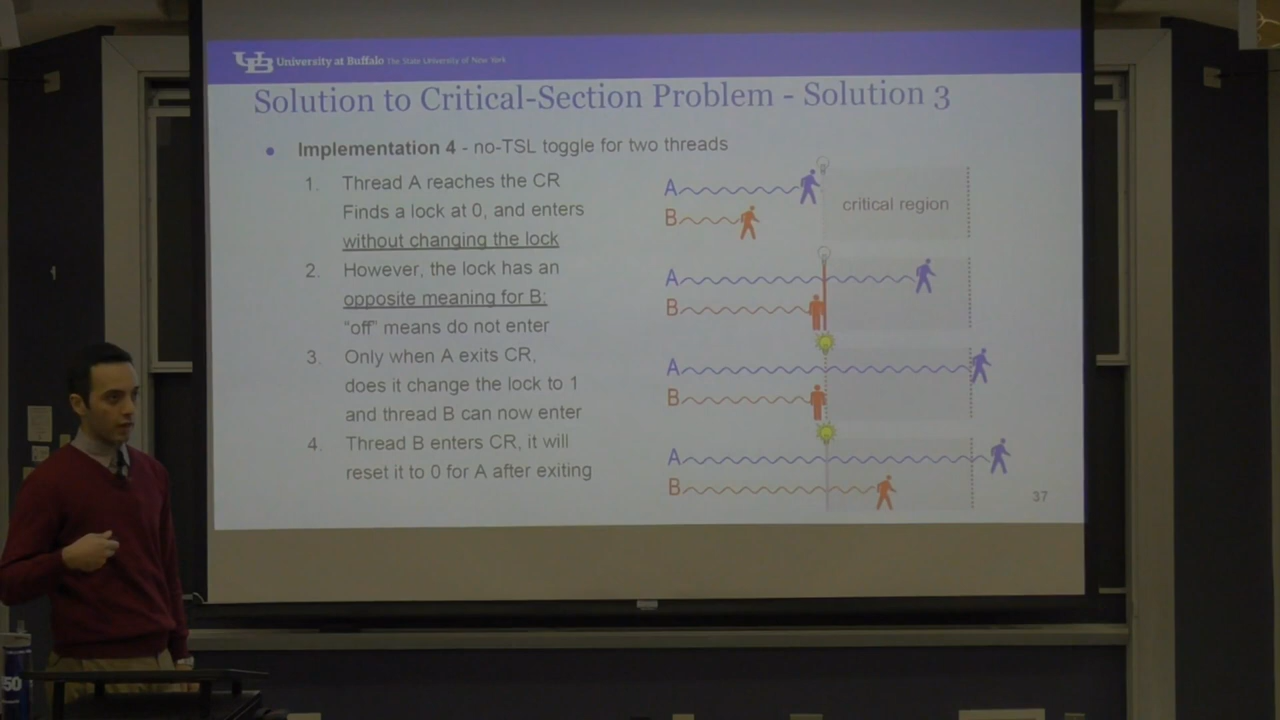 UB University at Buffalo The State University of New York
Solution to Critical-Section Problem - Solution 3
• Implementation 4 - no-TSL toggle for two threads
1. Thread A reaches the CR
Finds a lock at 0, and enters
without changing the lock
2. However, the lock has an
opposite meaning for B:
"off" means do not enter
3. Only when A exits CR,
does it change the lock to 1
and thread B can now enter
4. Thread B enters CR, it will
reset it to 0 for A after exiting
A
B
critical region
A
B
A
B
A
B
37
50